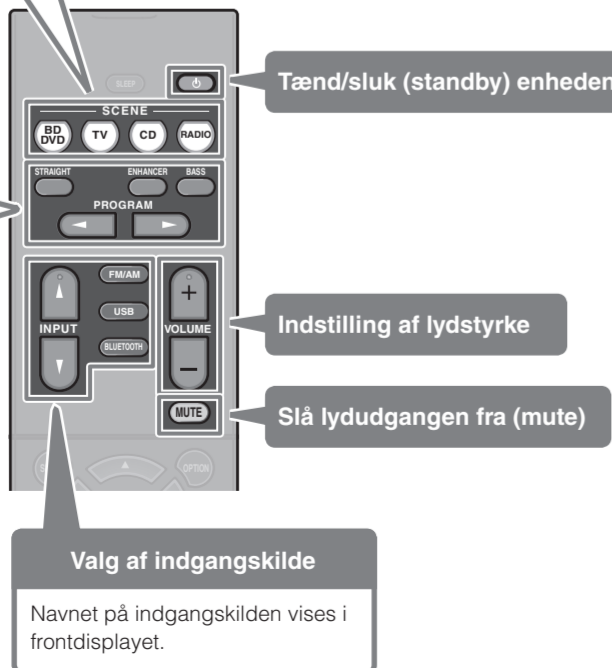 SLEEP
Tænd/sluk (standby) enheden
SCENE
BD
DVD
TV
CD
RADIO
STRAIGHT
ENHANCER
BASS
PROGRAM
FM/AM
USB
BLUETOOTH
INPUT
+
VOLUME
–
Indstilling af lydstyrke
MUTE
Slå lydudgangen fra (mute)
OPTION
Valg af indgangskilde
Navnet på indgangskilden vises i
frontdisplayet.